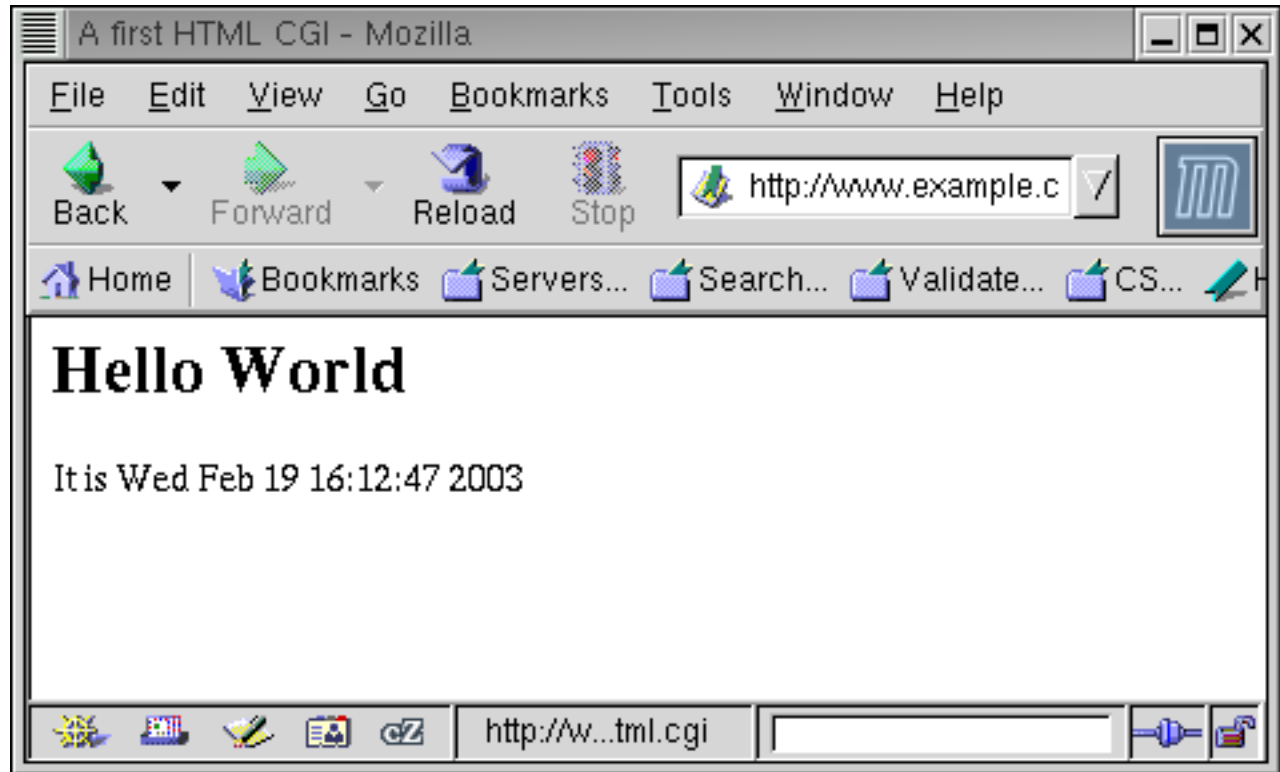 A first HTML CGI - Mozilla
File Edit View Go Bookmarks Tools Window Help
Back Forward Reload Stop http://www.example.c
Home Bookmarks Servers... Search... Validate... CS... H
Hello World
It is Wed Feb 19 16:12:47 2003
cZ http://w...tml.cgi